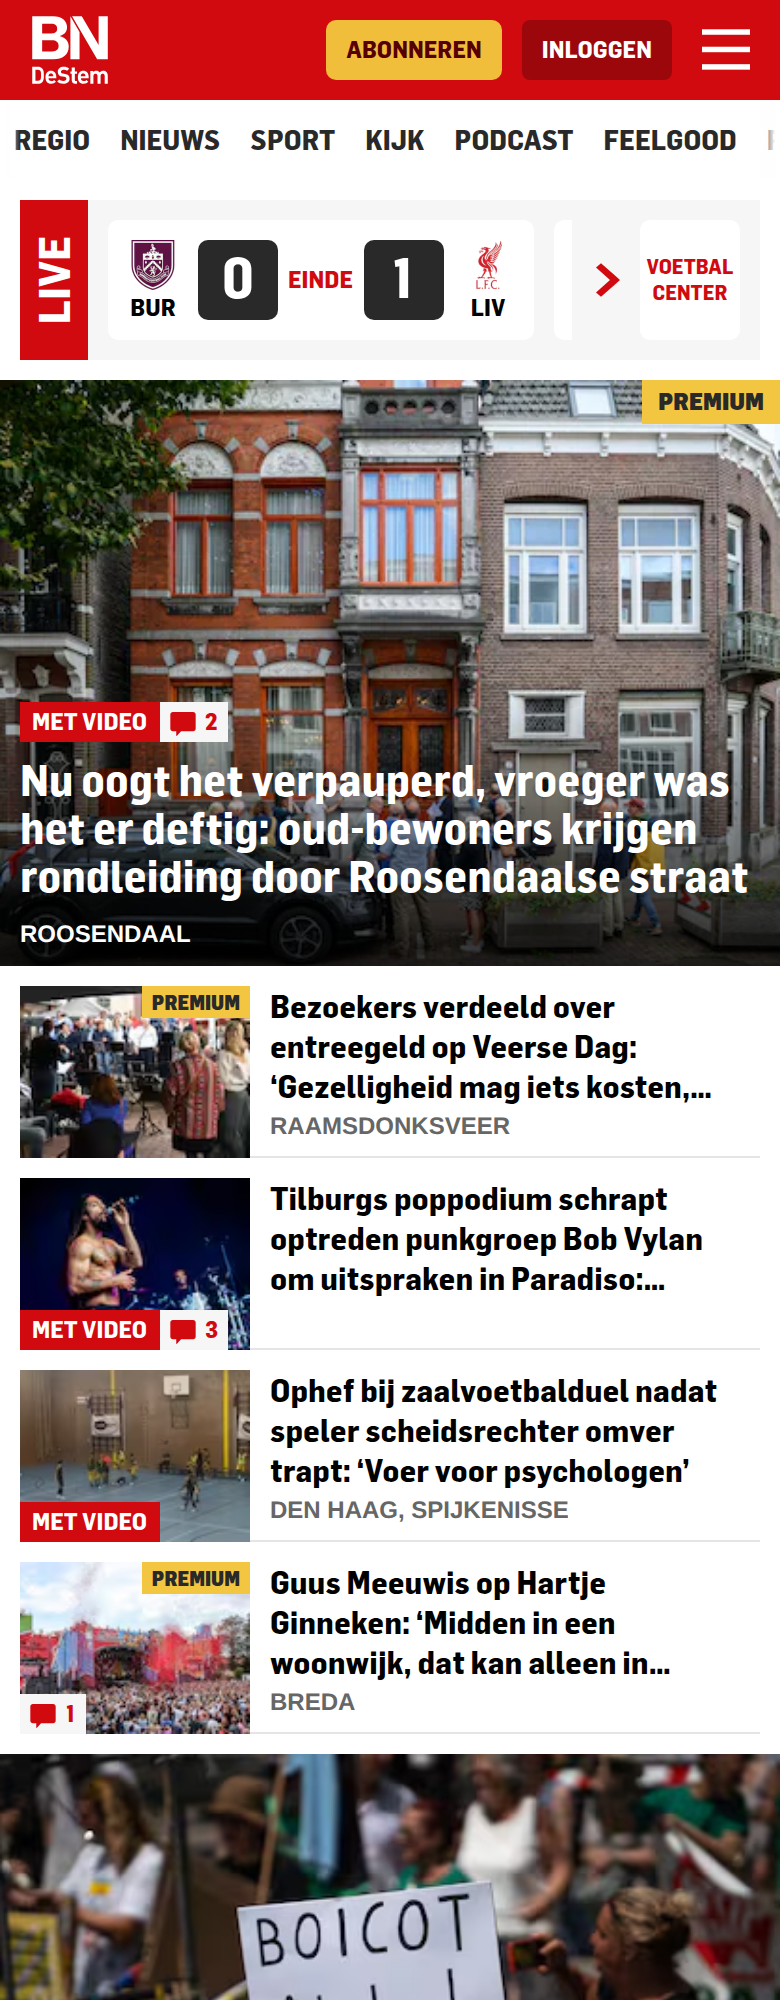 BN
DeStem
ABONNEREN
INLOGGEN
REGIO NIEUWS SPORT KIJK PODCAST FEELGOOD
LIVE
BUR
0
EINDE
1
L.F.C.
LIV
VOETBAL
CENTER
PREMIUM
MET VIDEO
2
Nu oogt het verpauperd, vroeger was
het er deftig: oud-bewoners krijgen
rondleiding door Roosendaalse straat
ROOSENDAAL
PREMIUM
Bezoekers verdeeld over
entreegeld op Veerse Dag:
‘Gezelligheid mag iets kosten,...
RAAMSDONKSVEER
MET VIDEO
3
Tilburgs poppodium schrapt
optreden punkgroep Bob Vylan
om uitspraken in Paradiso:...
MET VIDEO
Ophef bij zaalvoetbalduel nadat
speler scheidsrechter omver
trapt: ‘Voer voor psychologen’
DEN HAAG, SPIJKENISSE
PREMIUM
1
Guus Meeuwis op Hartje
Ginneken: ‘Midden in een
woonwijk, dat kan alleen in...
BREDA
BOICOT